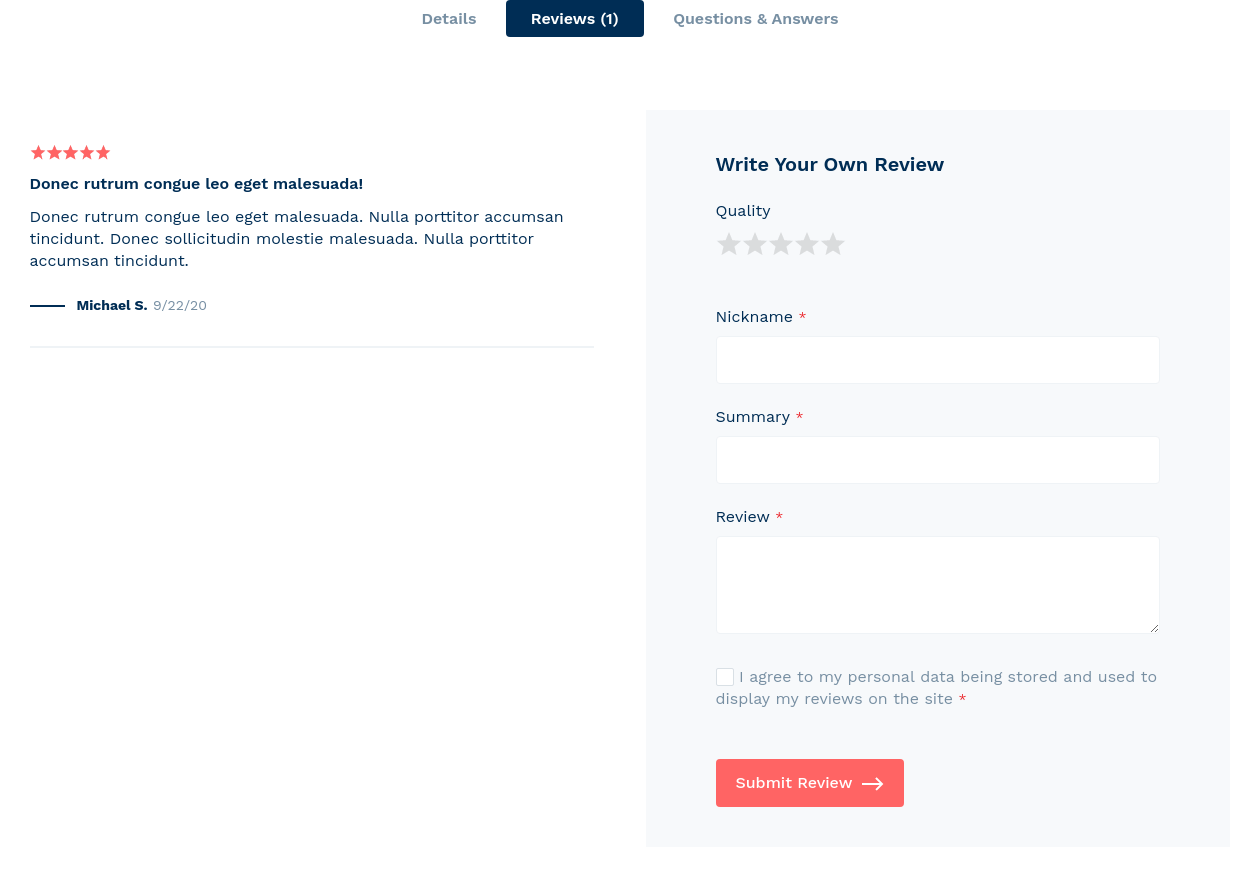 Details
Reviews (1)
Questions & Answers
Donec rutrum congue leo eget malesuada!
Donec rutrum congue leo eget malesuada. Nulla porttitor accumsan
tincidunt. Donec sollicitudin molestie malesuada. Nulla porttitor
accumsan tincidunt.
Michael S. 9/22/20
Write Your Own Review
Quality
Nickname *
Summary *
Review *
I agree to my personal data being stored and used to
display my reviews on the site *
Submit Review